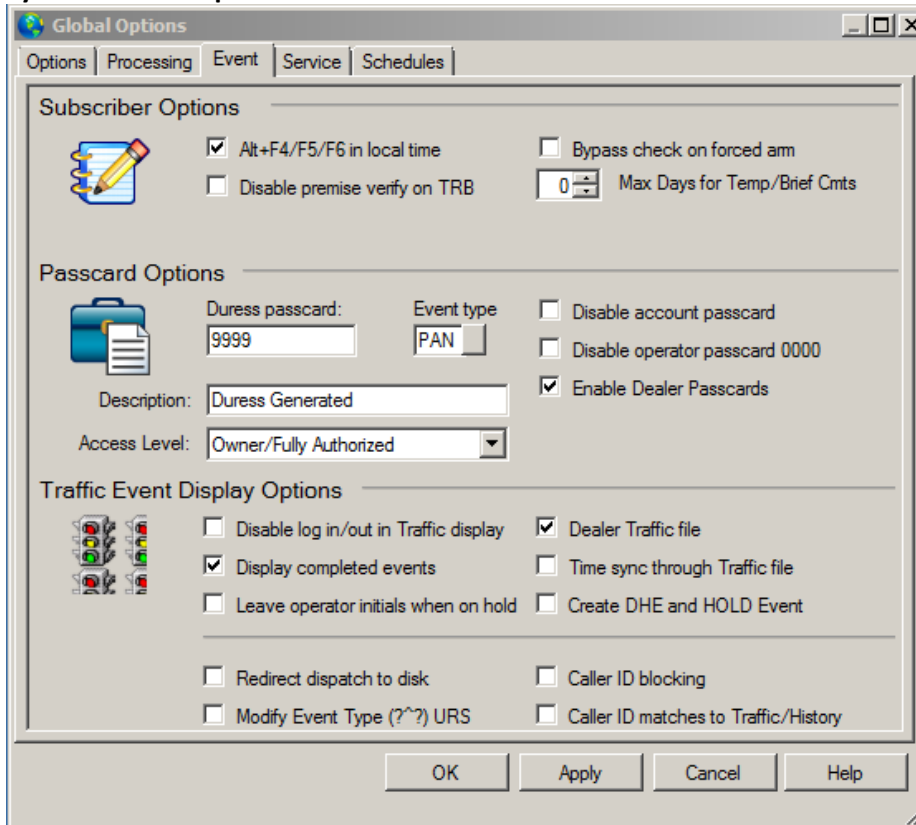 Global Options
Options Processing Event Service Schedules
Subscriber Options
Alt+F4/F5/F6 in local time
Bypass check on forced arm
Disable premise verify on TRB
0 Max Days for Temp/Brief Cmts
Passcard Options
Duress passcard: Event type
9999 PAN
Disable account passcard
Disable operator passcard 0000
Enable Dealer Passcards
Description: Duress Generated
Access Level: Owner/Fully Authorized
Traffic Event Display Options
Disable log in/out in Traffic display
Dealer Traffic file
Display completed events
Time sync through Traffic file
Leave operator initials when on hold
Create DHE and HOLD Event
Redirect dispatch to disk
Caller ID blocking
Modify Event Type (?^?) URS
Caller ID matches to Traffic/History
OK Apply Cancel Help